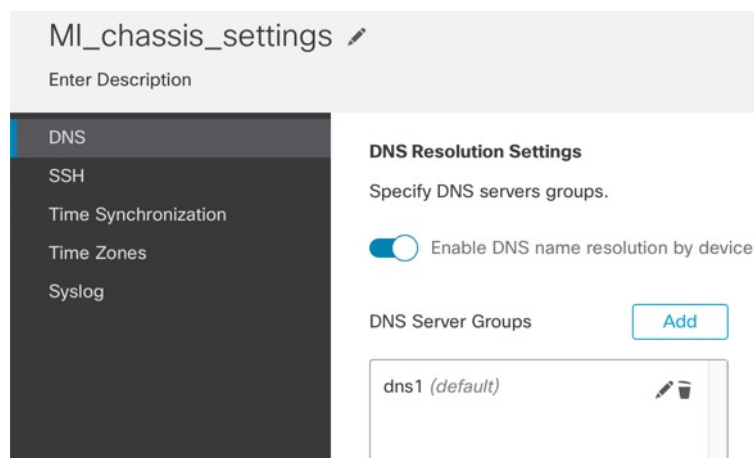 MI_chassis_settings
Enter Description
DNS
SSH
Time Synchronization
Time Zones
Syslog
DNS Resolution Settings
Specify DNS servers groups.
Enable DNS name resolution by device
DNS Server Groups
Add
dns1 (default)